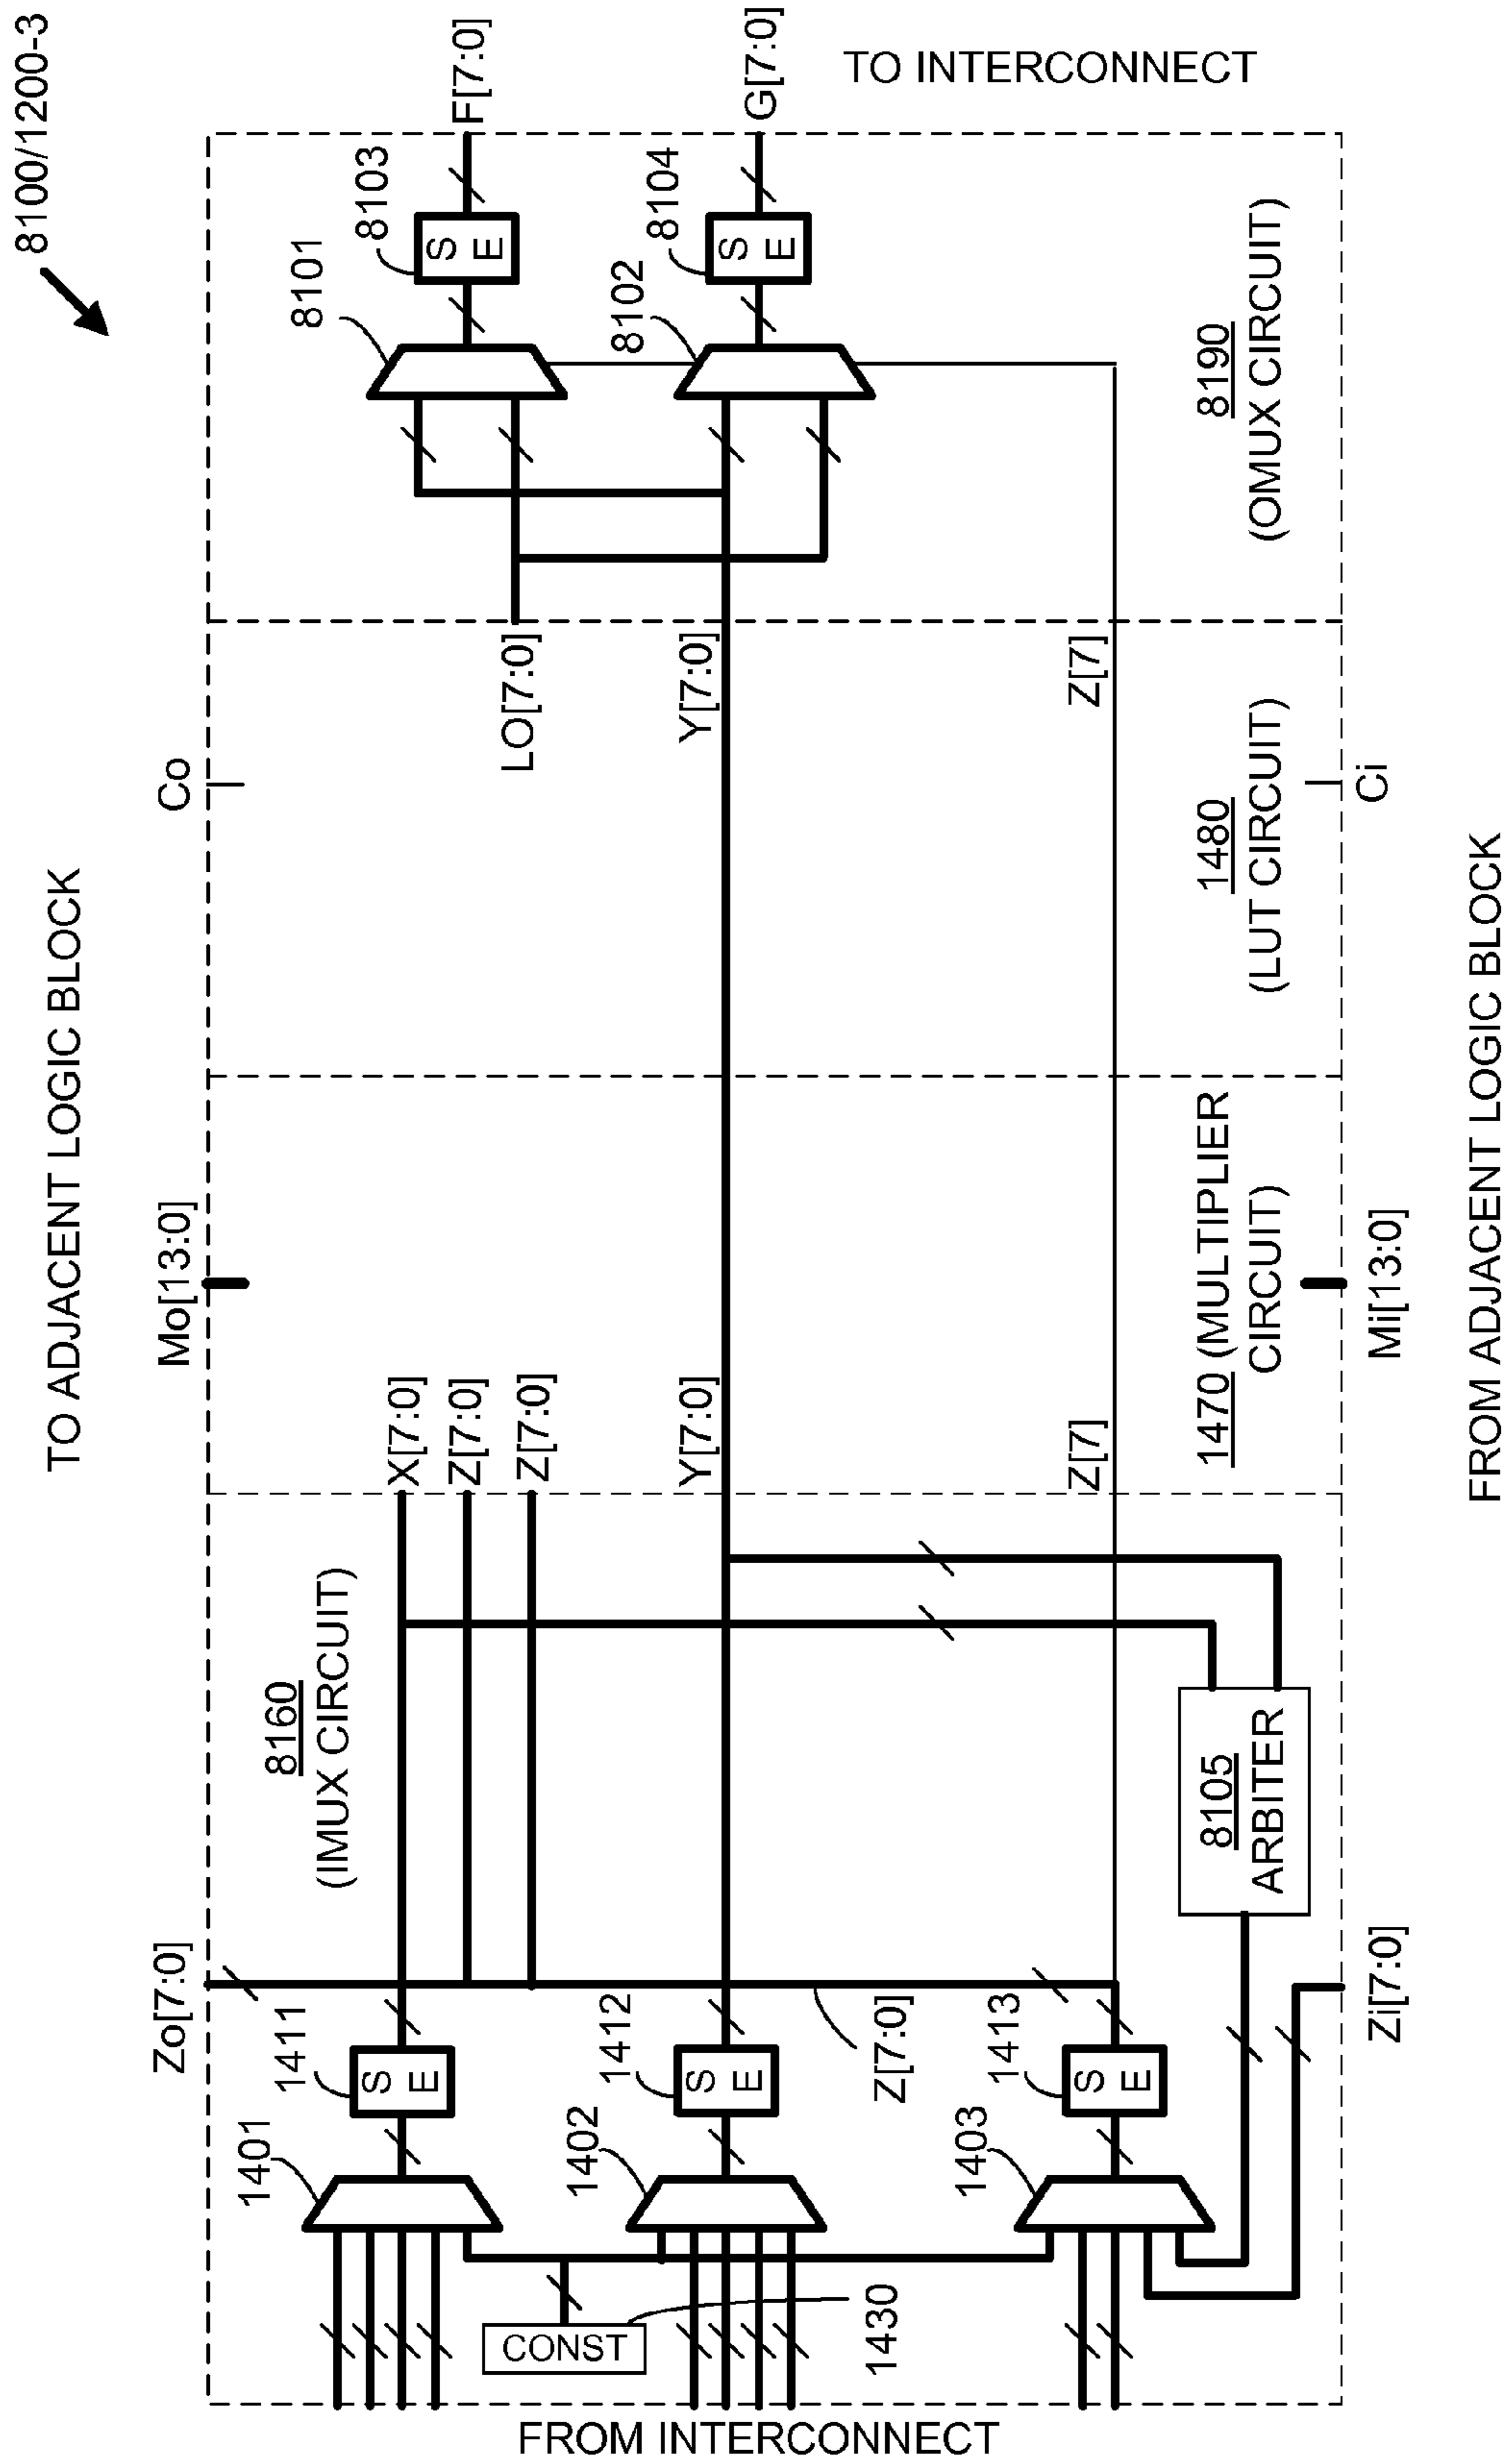 8100/1200-3
TO ADJACENT LOGIC BLOCK
Zo[7:0]
Mo[13:0]
Co
8160
(IMUX CIRCUIT)
1401
1411
X[7:0]
Z[7:0]
Z[7:0]
LO[7:0]
8101
8103
S
E
F[7:0]
S
E
CONST
1430
1402
1412
S
E
Z[7:0]
Y[7:0]
Y[7:0]
8102
8104
S
E
G[7:0]
1403
1413
S
E
Z[7]
Z[7]
8105
ARBITER
1470 (MULTIPLIER
CIRCUIT)
1480
(LUT CIRCUIT)
8190
(OMUX CIRCUIT)
Zi[7:0]
Mi[13:0]
Ci
FROM INTERCONNECT
TO INTERCONNECT
FROM ADJACENT LOGIC BLOCK